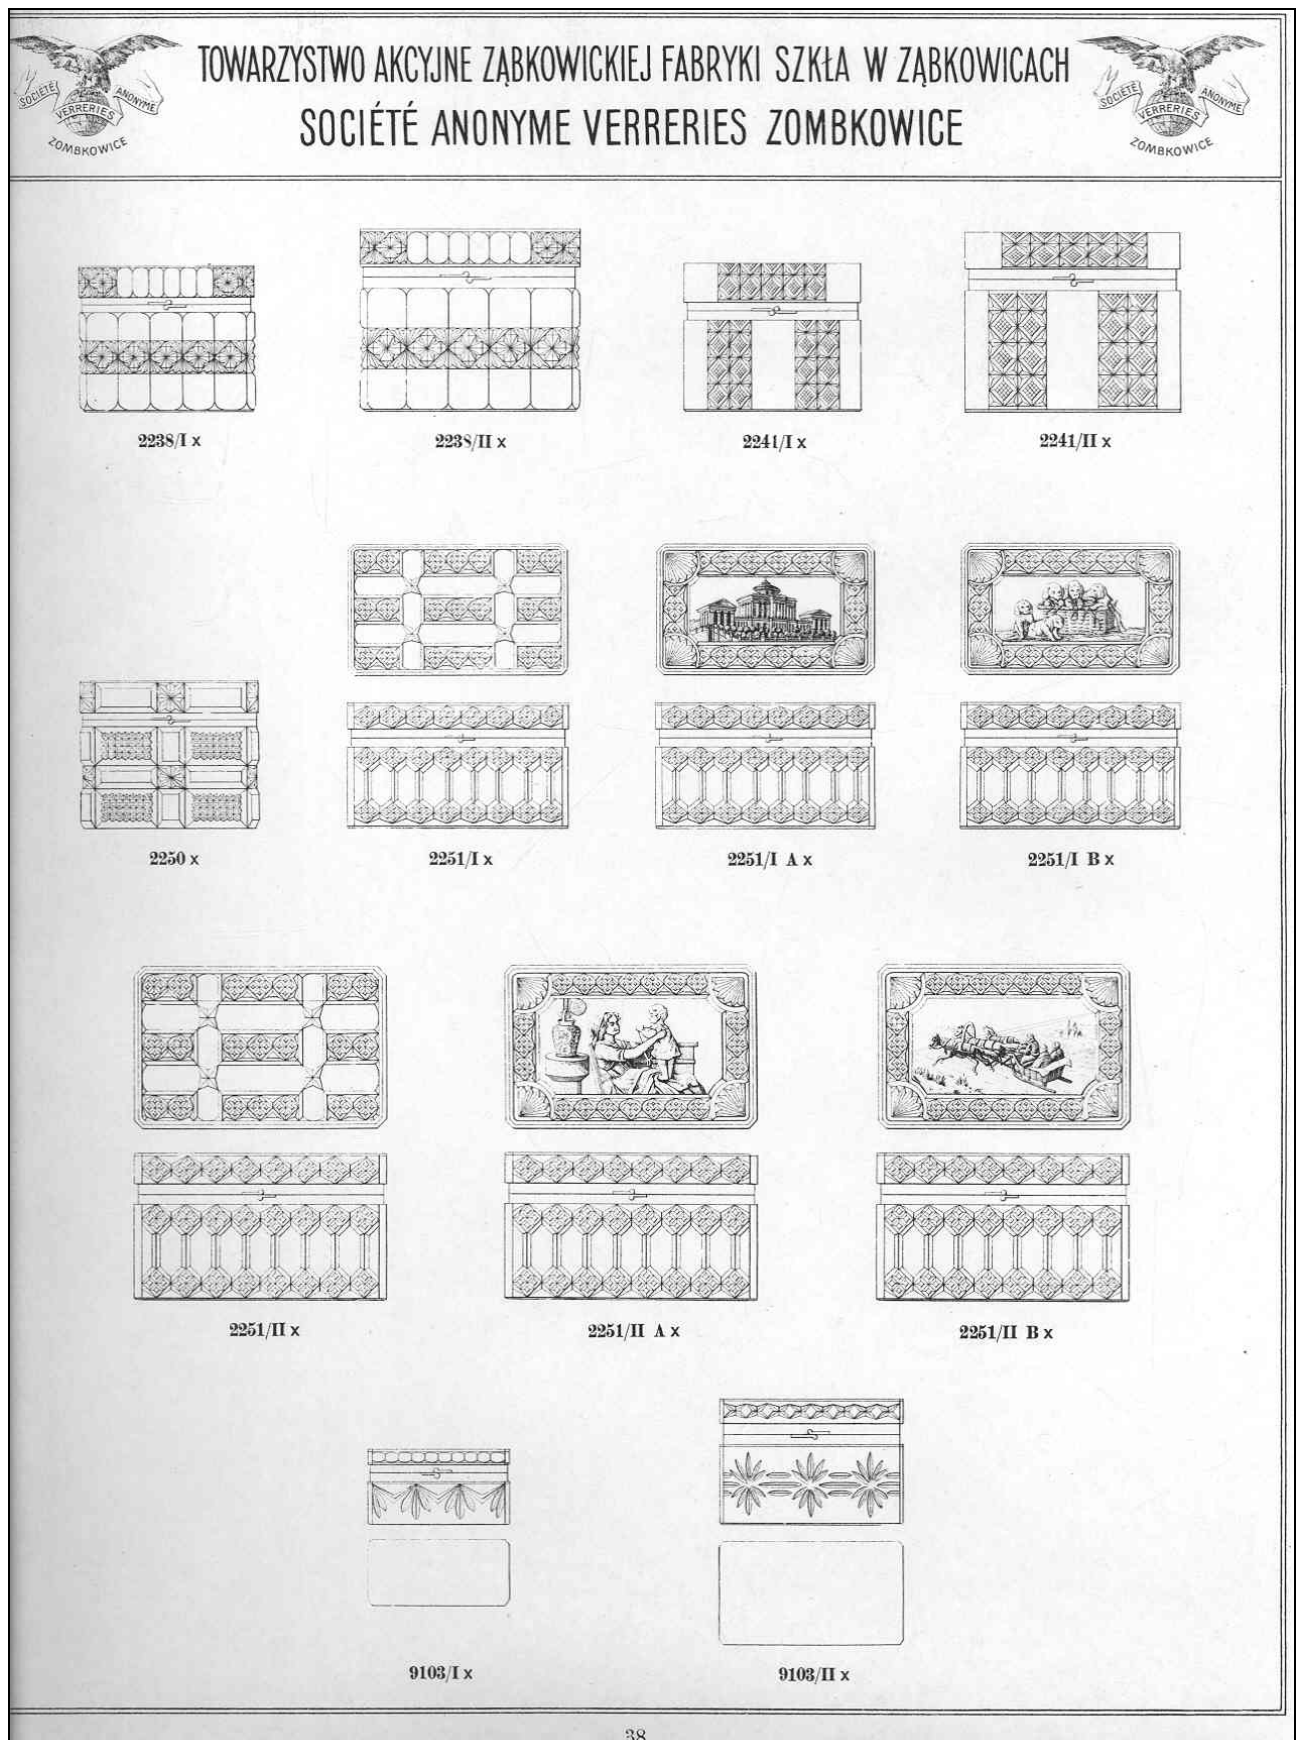 TOWARZYSTWO AKCYJNE ZĄBKOWICKIEJ FABRYKI SZKŁA W ZĄBKOWICACH
SOCIÉTÉ ANONYME VERRERIES ZOMBKOWICE
SOCIÉTÉ ANONYME
VERRERIES
ZOMBKOWICE
SOCIÉTÉ ANONYME
VERRERIES
ZOMBKOWICE
2238/I x 2238/II x 2241/I x 2241/II x
2250 x 2251/I x 2251/I A x 2251/I B x
2251/II x 2251/II A x 2251/II B x
9103/I x 9103/II x
38